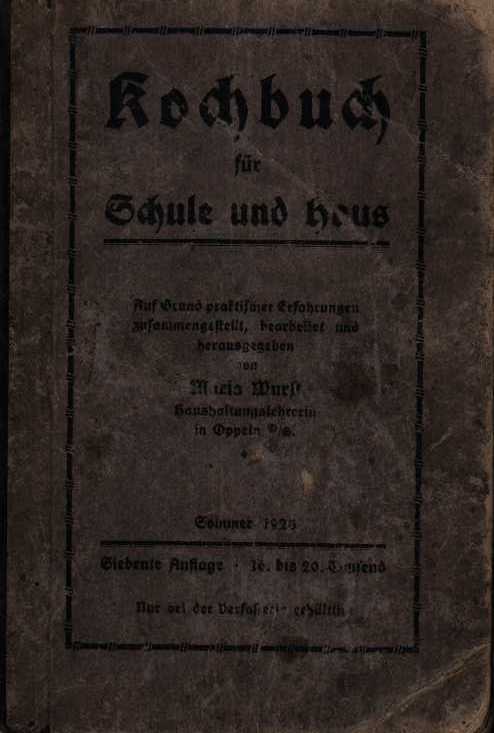 Kochbuch
für
Schule und Haus
Auf Grund praktischer Erfahrungen
zusammengestellt, bearbeitet und
herausgegeben
von
Maria Wurst
Haushaltungslehrerin
in Oppeln O/S.
Sommer
Siebente Auflage · 16. bis 20. Tausend
Nur bei der Verfasserin erhältlich